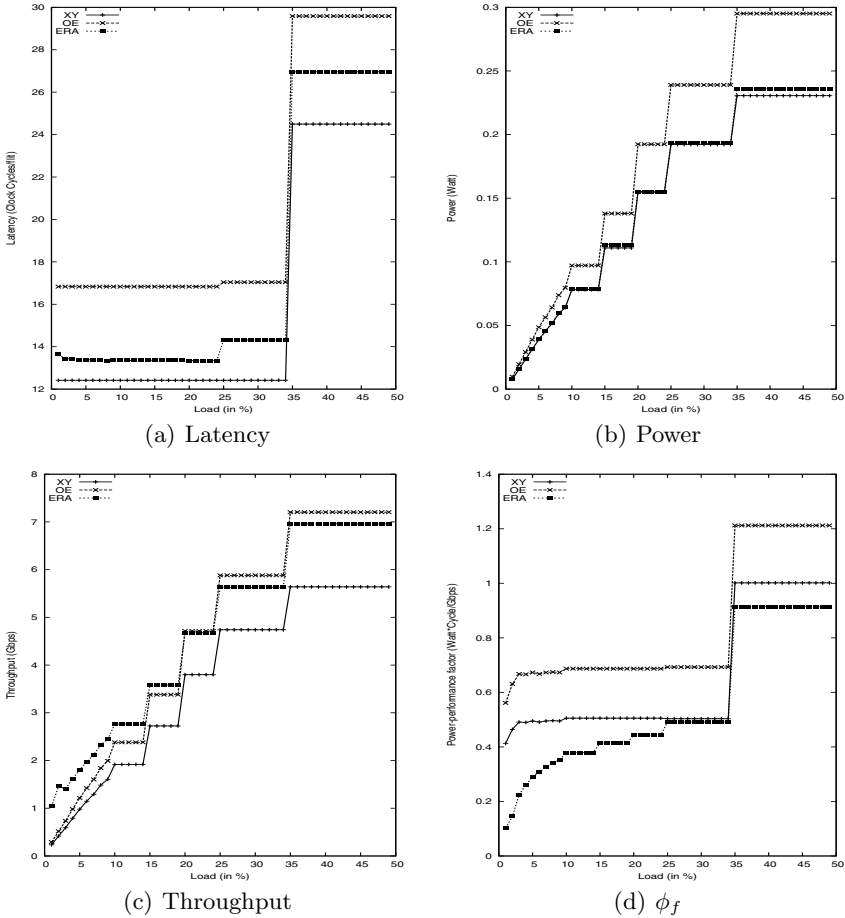 XY
OE
ERA
30
28
26
24
22
20
18
16
14
12
Latency (Clock Cycles/flit)
0 5 10 15 20 25 30 35 40 45 50
Load (in %)
(a) Latency
XY
OE
ERA
0.3
0.25
0.2
0.15
0.1
0.05
0
Power (Watt)
0 5 10 15 20 25 30 35 40 45 50
Load (in %)
(b) Power
XY
OE
ERA
8
7
6
5
4
3
2
1
0
Throughput (Gbps)
0 5 10 15 20 25 30 35 40 45 50
Load (in %)
(c) Throughput
XY
OE
ERA
1.4
1.2
1
0.8
0.6
0.4
0.2
0
Power-performance factor (Watt*Cycle/Gbps)
0 5 10 15 20 25 30 35 40 45 50
Load (in %)
(d) ϕf